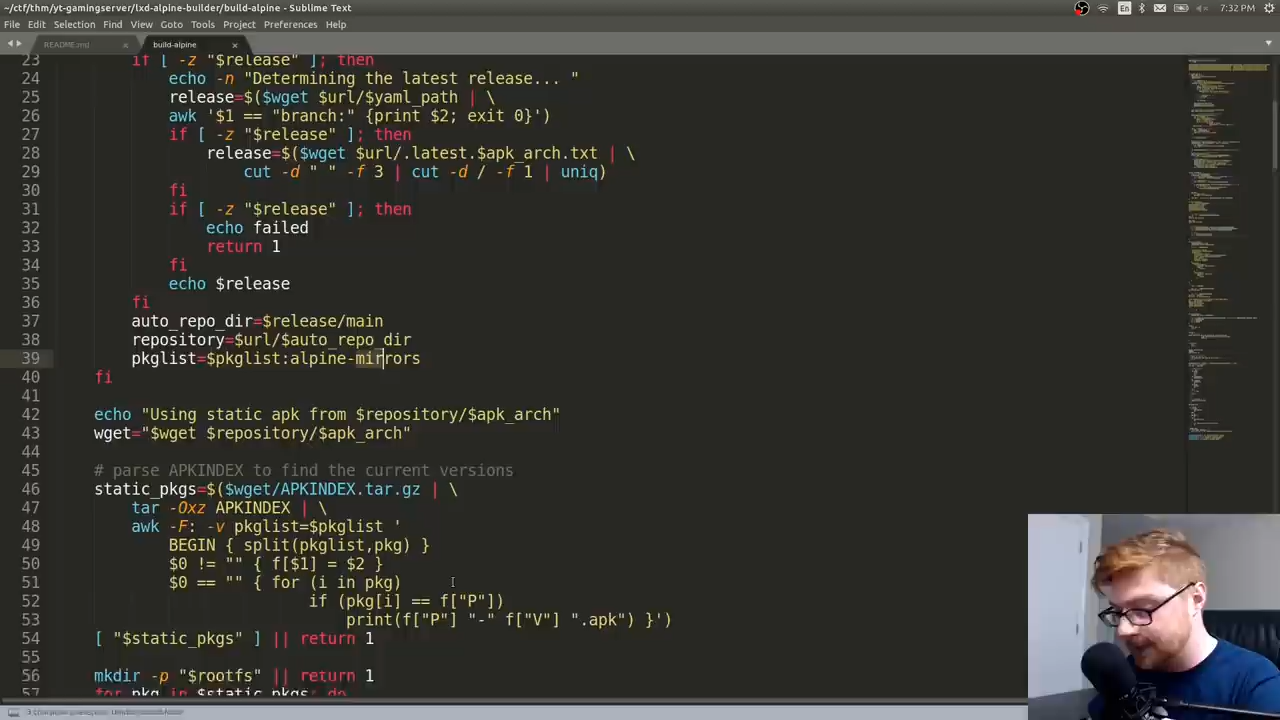 ~/ctf/thm/yt-gamingserver/lxd-alpine-builder/build-alpine - Sublime Text
En
7:32 PM
File Edit Selection Find View Goto Tools Project Preferences Help
README.md
build-alpine
23 if [ -z "$release" ]; then
24 echo -n "Determining the latest release... "
25 release=$($wget $url/$yaml_path | \
26 awk '$1 == "branch:" {print $2; exit 0}')
27 if [ -z "$release" ]; then
28 release=$($wget $url/.latest.$apk_arch.txt | \
29 cut -d " " -f 3 | cut -d / -f 1 | uniq)
30 fi
31 if [ -z "$release" ]; then
32 echo failed
33 return 1
34 fi
35 echo $release
36 fi
37 auto_repo_dir=$release/main
38 repository=$url/$auto_repo_dir
39 pkglist=$pkglist:alpine-mirrors
40 fi
41
42 echo "Using static apk from $repository/$apk_arch"
43 wget="$wget $repository/$apk_arch"
44
45 # parse APKINDEX to find the current versions
46 static_pkgs=$($wget/APKINDEX.tar.gz | \
47 tar -Oxz APKINDEX | \
48 awk -F: -v pkglist=$pkglist '
49 BEGIN { split(pkglist,pkg) }
50 $0 != "" { f[$1] = $2 }
51 $0 == "" { for (i in pkg)
52 if (pkg[i] == f["P"])
53 print(f["P"] "-" f["V"] ".apk") }')
54 [ "$static_pkgs" ] || return 1
55
56 mkdir -p "$rootfs" || return 1
57 for pkg in $static_pkgs; do